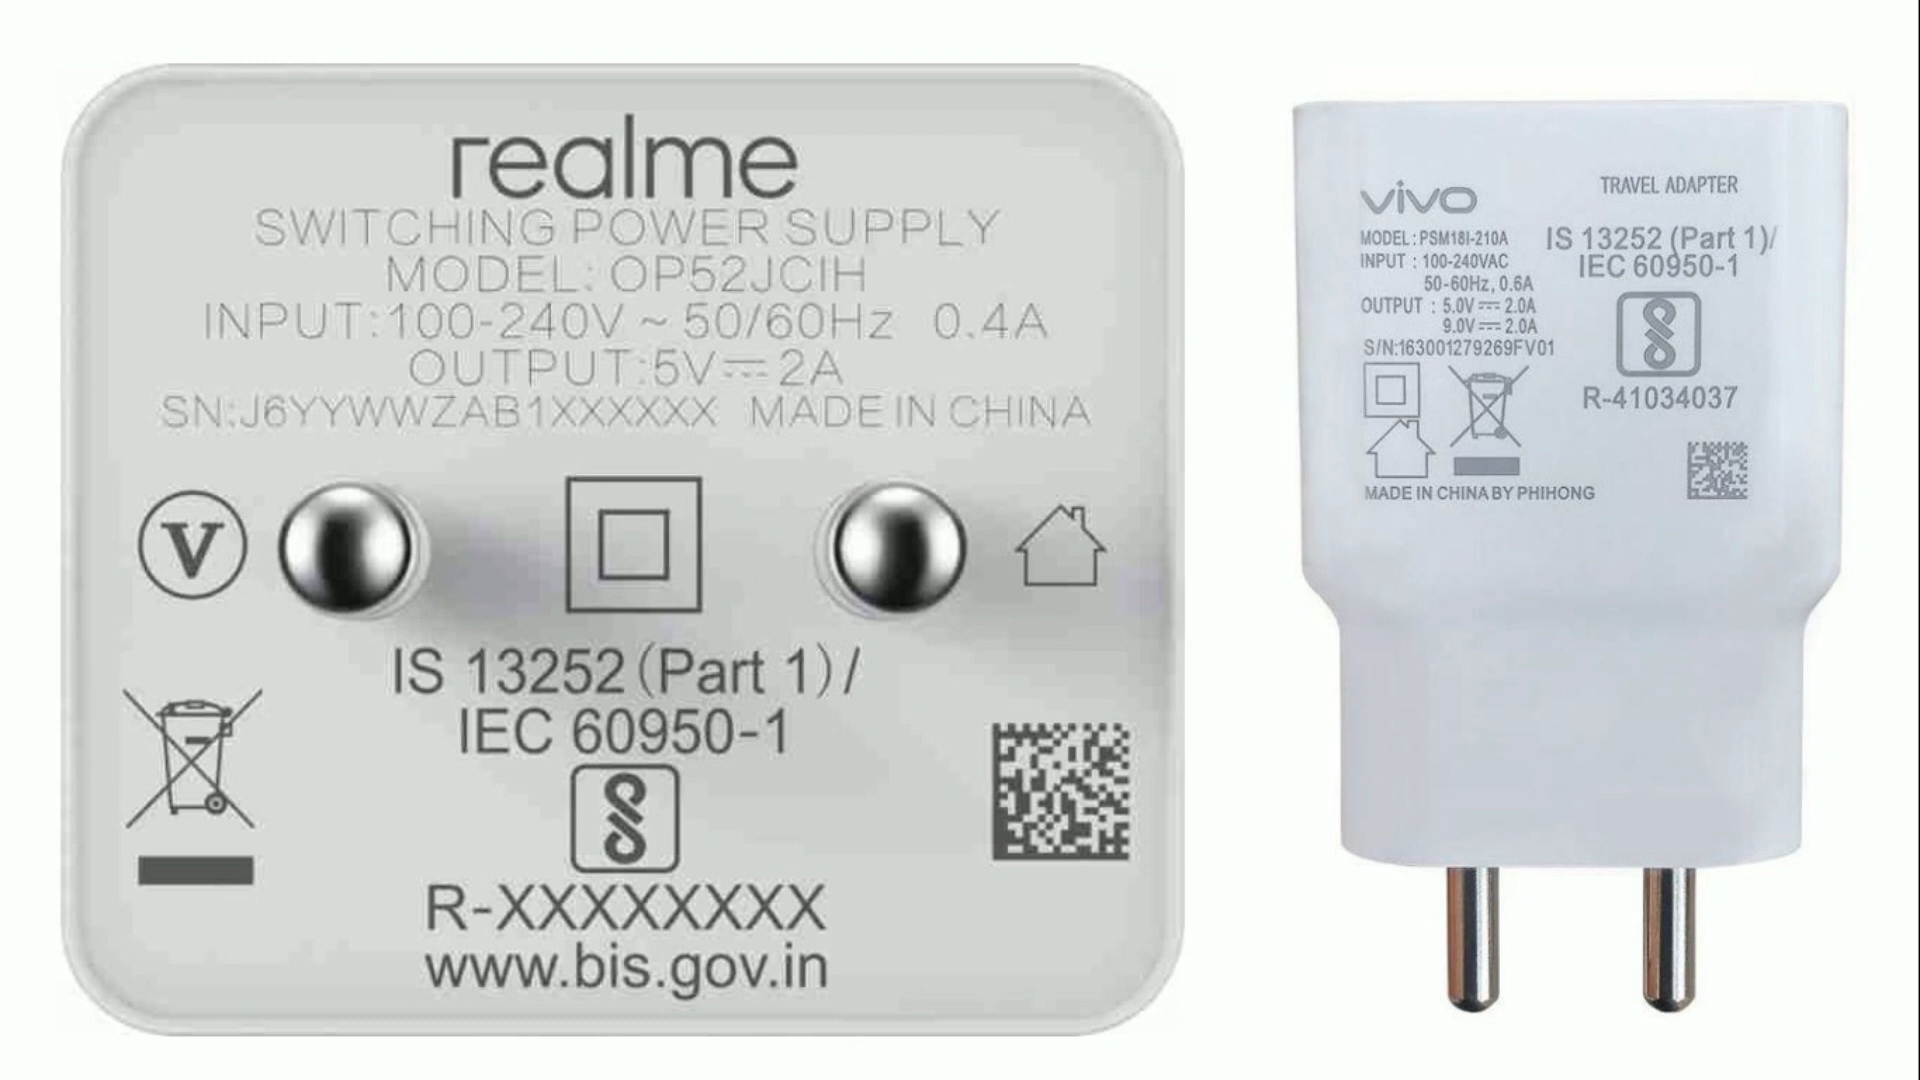 realme
SWITCHING POWER SUPPLY
MODEL: OP52JCIH
INPUT:100-240V ~ 50/60Hz 0.4A
OUTPUT:5V⎓2A
SN:J6YYWWZAB1XXXXXX MADE IN CHINA
V
IS 13252 (Part 1) /
IEC 60950-1
R-XXXXXXXX
www.bis.gov.in
vivo
TRAVEL ADAPTER
MODEL : PSM18I-210A
INPUT : 100-240VAC
50-60Hz, 0.6A
OUTPUT : 5.0V⎓2.0A
9.0V⎓2.0A
S/N:163001279269FV01
IS 13252 (Part 1)/
IEC 60950-1
R-41034037
MADE IN CHINA BY PHIHONG